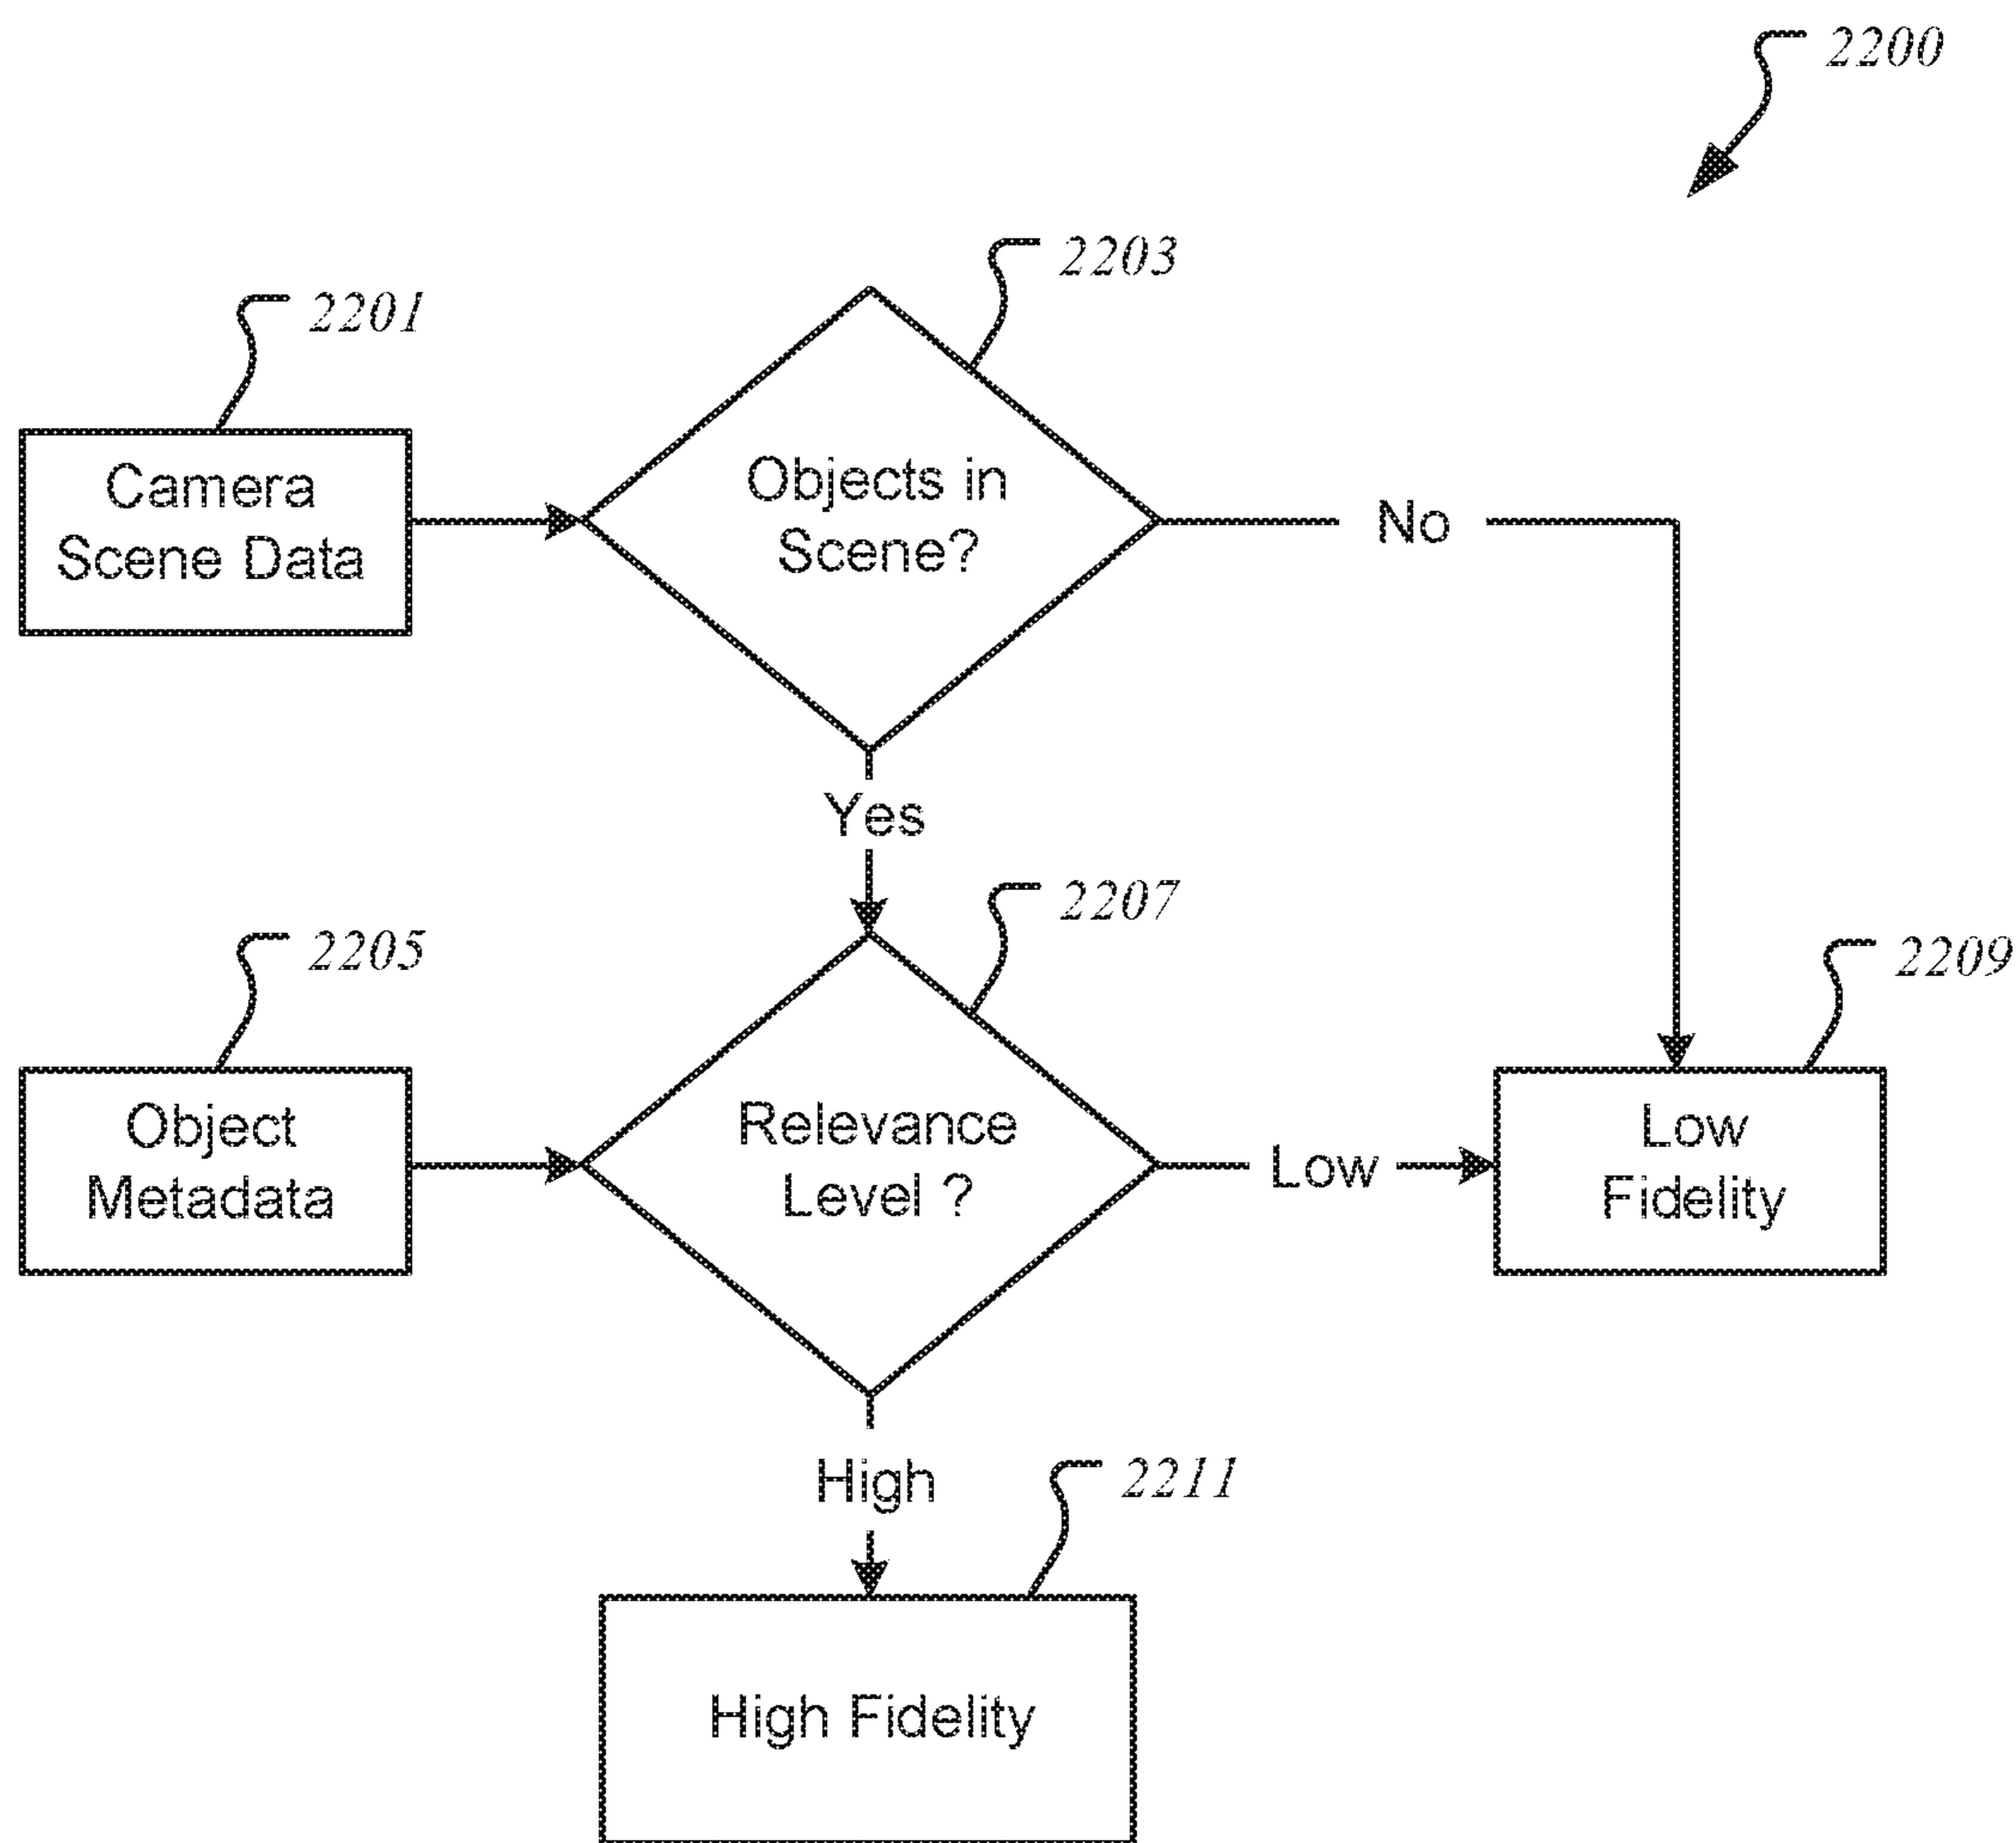 2200
2203
2201
Camera
Scene Data
Objects in
Scene?
No
Yes
2207
2205
2209
Object
Metadata
Relevance
Level ?
Low
Low
Fidelity
High
2211
High Fidelity